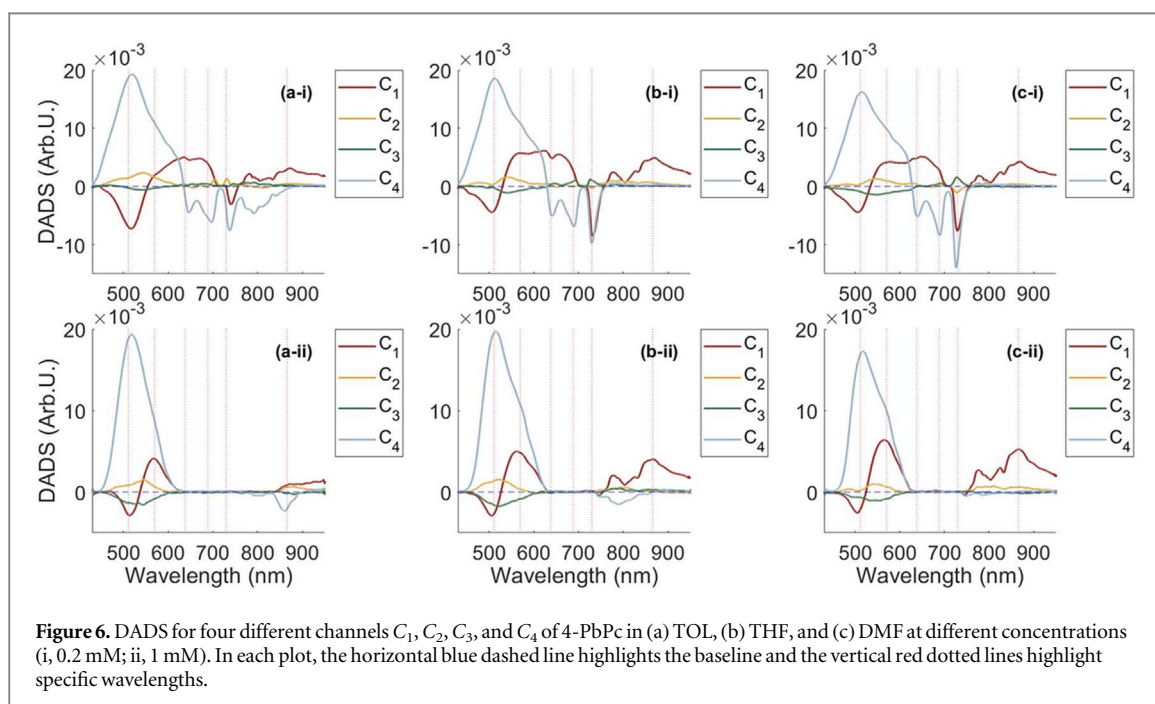 ×10⁻³ ×10⁻³ ×10⁻³
20 20 20
(a-i) C₁ (b-i) C₁ (c-i) C₁
10 C₂ 10 C₂ 10 C₂
C₃ C₃ C₃
0 C₄ 0 C₄ 0 C₄
DADS (Arb.U.)
-10 -10 -10
500 600 700 800 900 500 600 700 800 900 500 600 700 800 900
×10⁻³ ×10⁻³ ×10⁻³
20 20 20
(a-ii) C₁ (b-ii) C₁ (c-ii) C₁
C₂ C₂ C₂
10 C₃ 10 C₃ 10 C₃
C₄ C₄ C₄
DADS (Arb.U.)
0 0 0
500 600 700 800 900 500 600 700 800 900 500 600 700 800 900
Wavelength (nm) Wavelength (nm) Wavelength (nm)
Figure 6. DADS for four different channels C₁, C₂, C₃, and C₄ of 4-PbPc in (a) TOL, (b) THF, and (c) DMF at different concentrations
(i, 0.2 mM; ii, 1 mM). In each plot, the horizontal blue dashed line highlights the baseline and the vertical red dotted lines highlight
specific wavelengths.